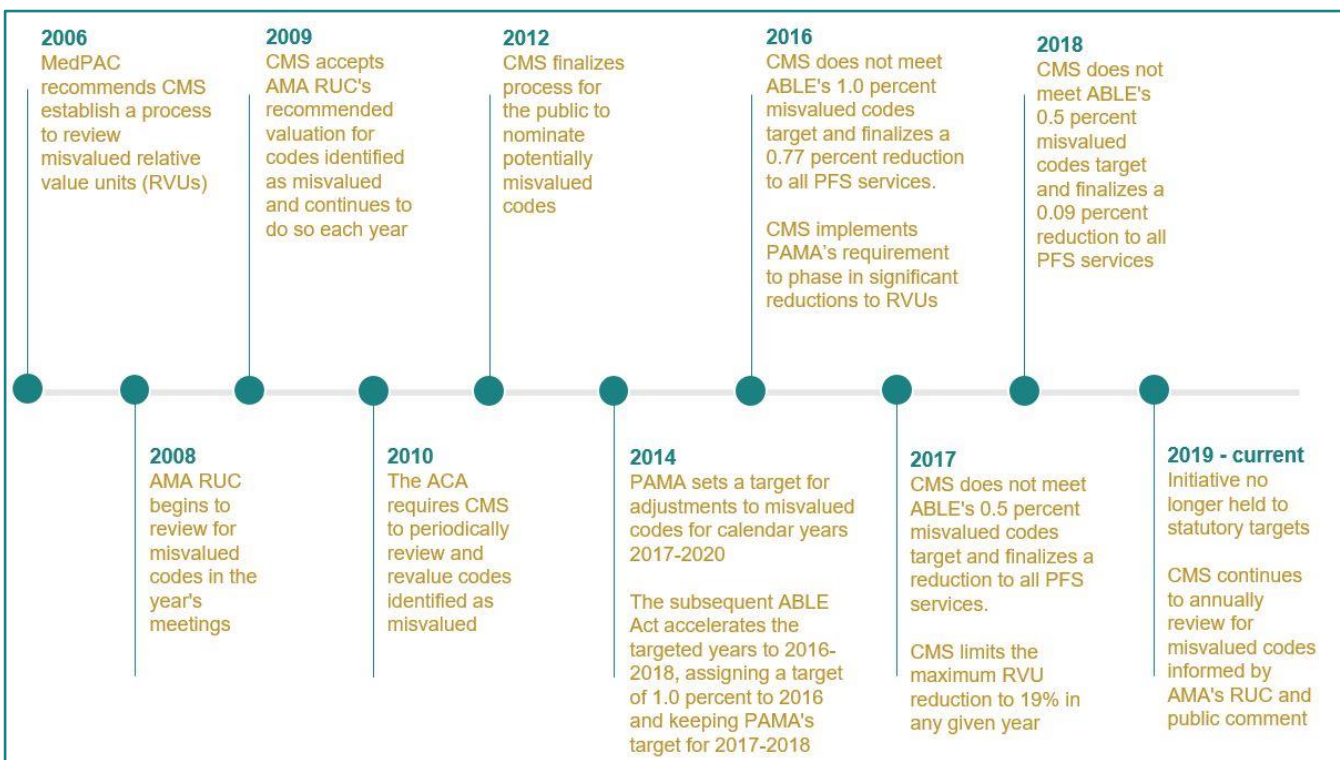 2006
MedPAC
recommends CMS
establish a process
to review
misvalued relative
value units (RVUs)
2009
CMS accepts
AMA RUC's
recommended
valuation for
codes identified
as misvalued
and continues to
do so each year
2012
CMS finalizes
process for
the public to
nominate
potentially
misvalued
codes
2016
CMS does not meet
ABLE's 1.0 percent
misvalued codes
target and finalizes a
0.77 percent reduction
to all PFS services.
CMS implements
PAMA's requirement
to phase in significant
reductions to RVUs
2018
CMS does not
meet ABLE's
0.5 percent
misvalued
codes target
and finalizes a
0.09 percent
reduction to all
PFS services
2008
AMA RUC
begins to
review for
misvalued
codes in the
year's
meetings
2010
The ACA
requires CMS
to periodically
review and
revalue codes
identified as
misvalued
2014
PAMA sets a target for
adjustments to misvalued
codes for calendar years
2017-2020
The subsequent ABLE
Act accelerates the
targeted years to 2016-
2018, assigning a target
of 1.0 percent to 2016
and keeping PAMA's
target for 2017-2018
2017
CMS does not meet
ABLE's 0.5 percent
misvalued codes
target and finalizes a
reduction to all PFS
services.
CMS limits the
maximum RVU
reduction to 19% in
any given year
2019 - current
Initiative no
longer held to
statutory targets
CMS continues
to annually
review for
misvalued codes
informed by
AMA's RUC and
public comment